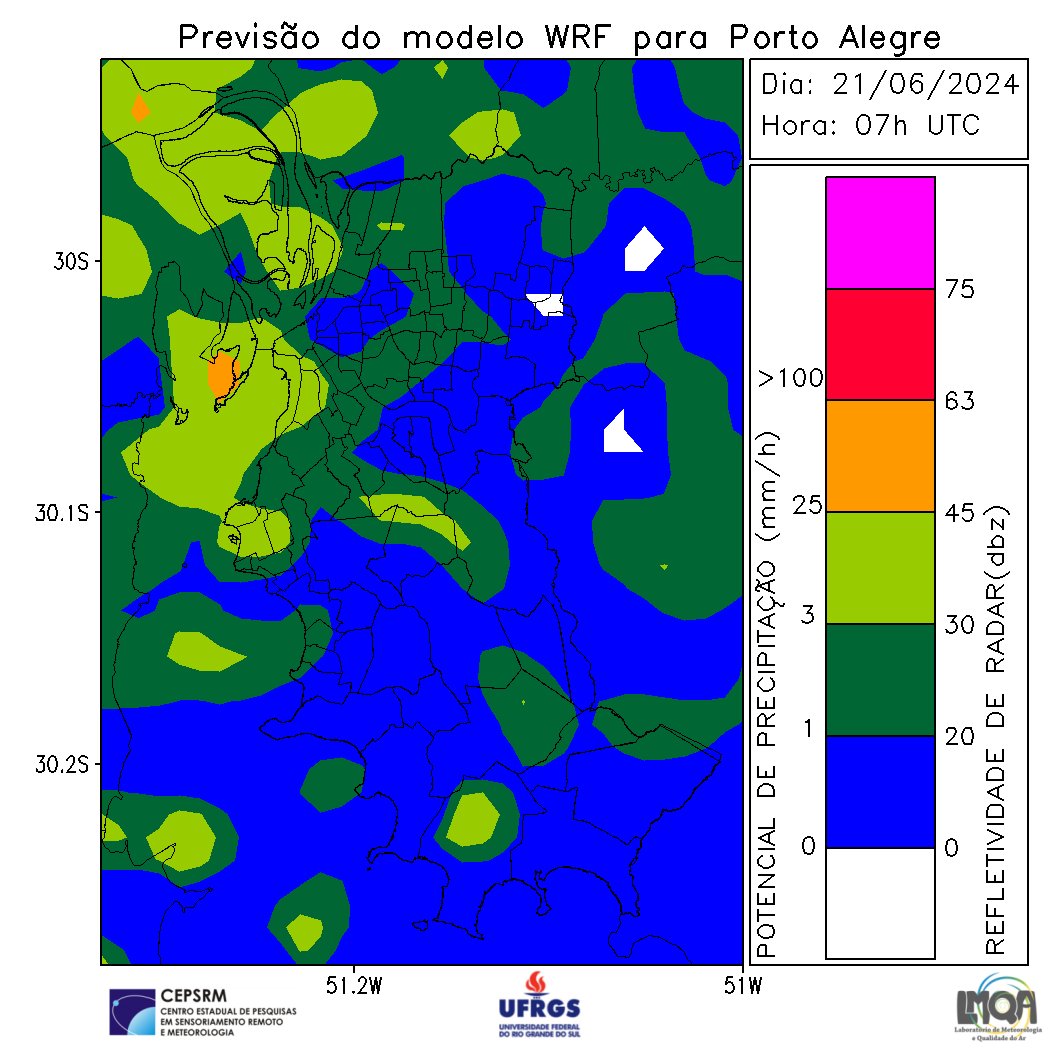 Previsão do modelo WRF para Porto Alegre
Dia: 21/06/2024
Hora: 07h UTC
30S
30.1S
30.2S
51.2W
51W
POTENCIAL DE PRECIPITAÇÃO (mm/h)
>100
25
3
1
0
75
63
45
30
20
0
REFLETIVIDADE DE RADAR(dbz)
CEPSRM
CENTRO ESTADUAL DE PESQUISAS
EM SENSORIAMENTO REMOTO
E METEOROLOGIA
UFRGS
UNIVERSIDADE FEDERAL
DO RIO GRANDE DO SUL
LMQA
Laboratório de Meteorologia
e Qualidade do Ar